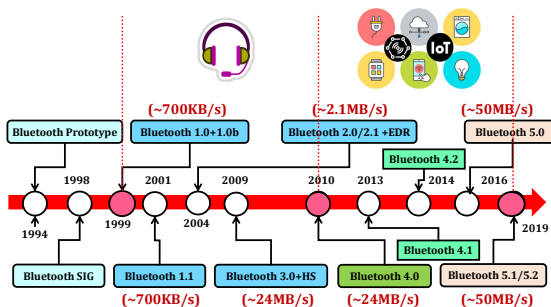 IoT
(~700KB/s)
(~2.1MB/s)
(~50MB/s)
Bluetooth Prototype
Bluetooth 1.0+1.0b
Bluetooth 2.0/2.1 +EDR
Bluetooth 5.0
Bluetooth 4.2
1998
2001
2009
2010
2013
2014
2016
1994
1999
2004
2019
Bluetooth 4.1
Bluetooth SIG
Bluetooth 1.1
Bluetooth 3.0+HS
Bluetooth 4.0
Bluetooth 5.1/5.2
(~700KB/s)
(~24MB/s)
(~24MB/s)
(~50MB/s)